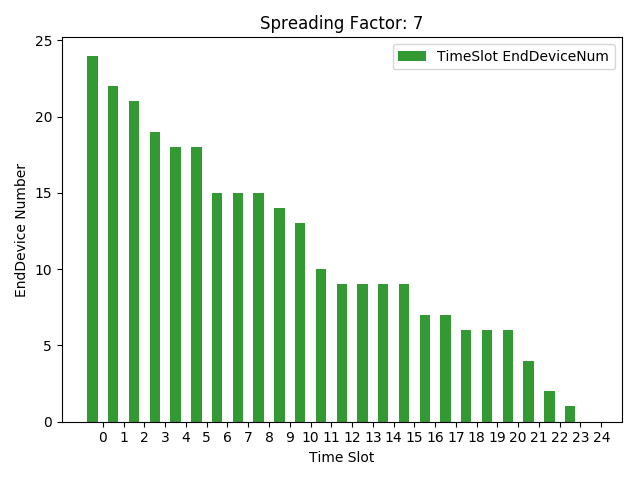 Spreading Factor: 7
TimeSlot EndDeviceNum
EndDevice Number
25
20
15
10
5
0
0 1 2 3 4 5 6 7 8 9 10 11 12 13 14 15 16 17 18 19 20 21 22 23 24
Time Slot